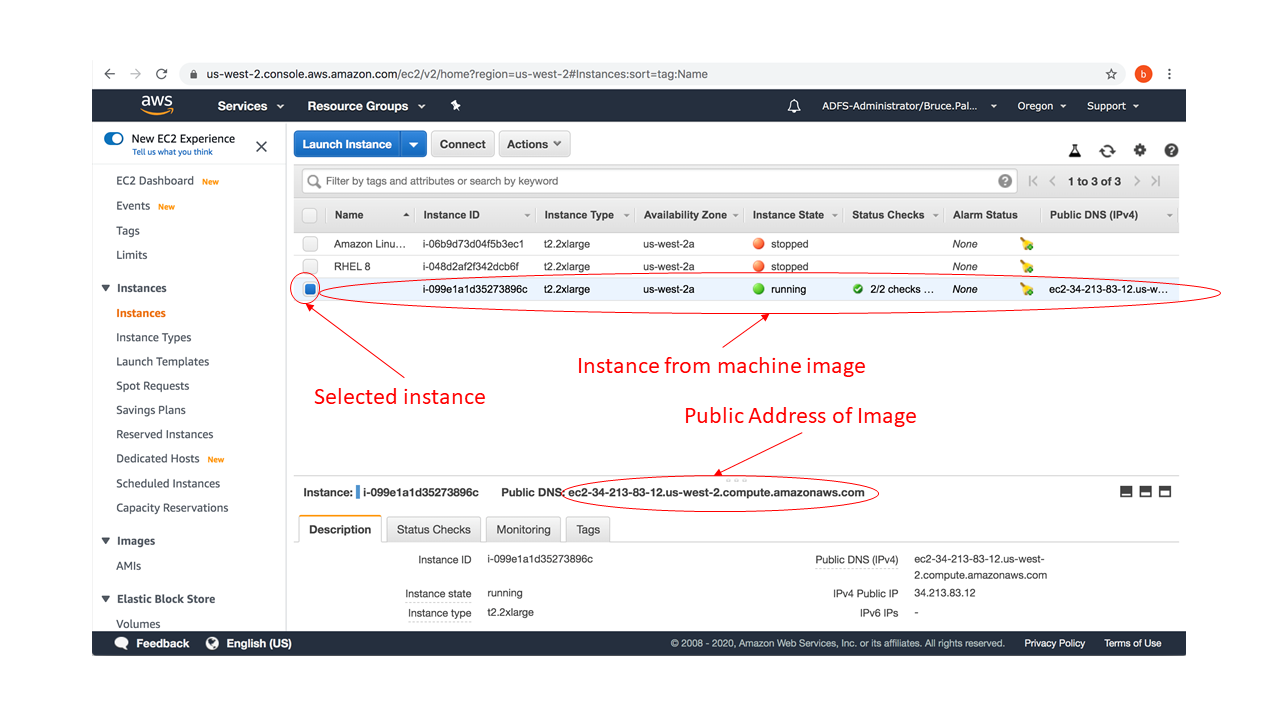 us-west-2.console.aws.amazon.com/ec2/v2/home?region=us-west-2#Instances:sort=tag:Name
b
aws Services Resource Groups ADFS-Administrator/Bruce.Pal... Oregon Support
New EC2 Experience
Tell us what you think
EC2 Dashboard New
Events New
Tags
Limits
Instances
Instances
Instance Types
Launch Templates
Spot Requests
Savings Plans
Reserved Instances
Dedicated Hosts New
Scheduled Instances
Capacity Reservations
Images
AMIs
Elastic Block Store
Volumes
Launch Instance Connect Actions
Filter by tags and attributes or search by keyword 1 to 3 of 3
Name Instance ID Instance Type Availability Zone Instance State Status Checks Alarm Status Public DNS (IPv4)
Amazon Linu... i-06b9d73d04f5b3ec1 t2.2xlarge us-west-2a stopped None
RHEL 8 i-048d2af2f342dcb6f t2.2xlarge us-west-2a stopped None
i-099e1a1d35273896c t2.2xlarge us-west-2a running 2/2 checks ... None ec2-34-213-83-12.us-w...
Instance from machine image
Selected instance
Public Address of Image
Instance: i-099e1a1d35273896c Public DNS: ec2-34-213-83-12.us-west-2.compute.amazonaws.com
Description Status Checks Monitoring Tags
Instance ID i-099e1a1d35273896c Public DNS (IPv4) ec2-34-213-83-12.us-west-
2.compute.amazonaws.com
Instance state running IPv4 Public IP 34.213.83.12
Instance type t2.2xlarge IPv6 IPs -
Feedback English (US) © 2008 - 2020, Amazon Web Services, Inc. or its affiliates. All rights reserved. Privacy Policy Terms of Use